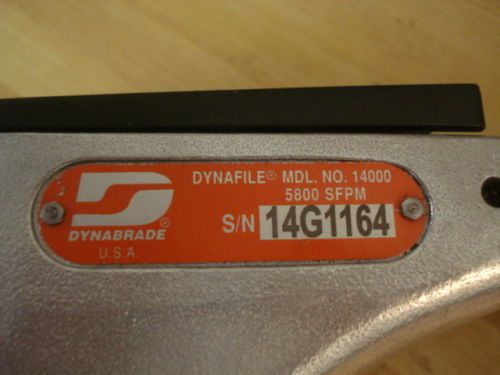 DYNABRADE®
U.S.A.
DYNAFILE® MDL. NO. 14000
5800 SFPM
S/N 14G1164